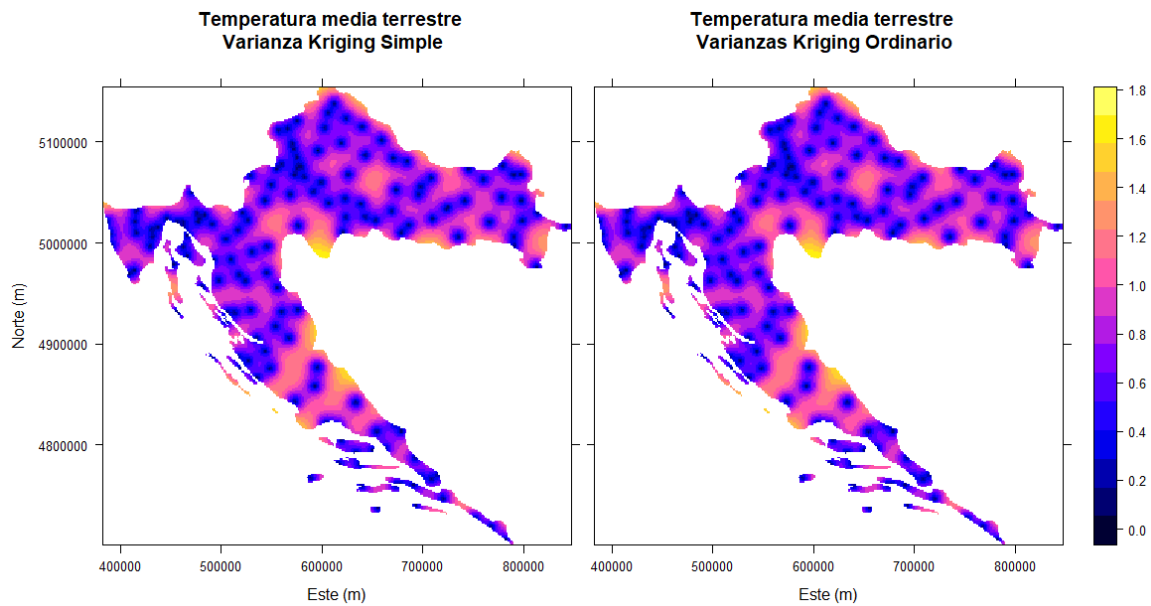 Temperatura media terrestre
Varianza Kriging Simple
Temperatura media terrestre
Varianzas Kriging Ordinario
5100000
5000000
4900000
4800000
Norte (m)
400000 500000 600000 700000 800000
Este (m)
400000 500000 600000 700000 800000
Este (m)
1.8
1.6
1.4
1.2
1.0
0.8
0.6
0.4
0.2
0.0